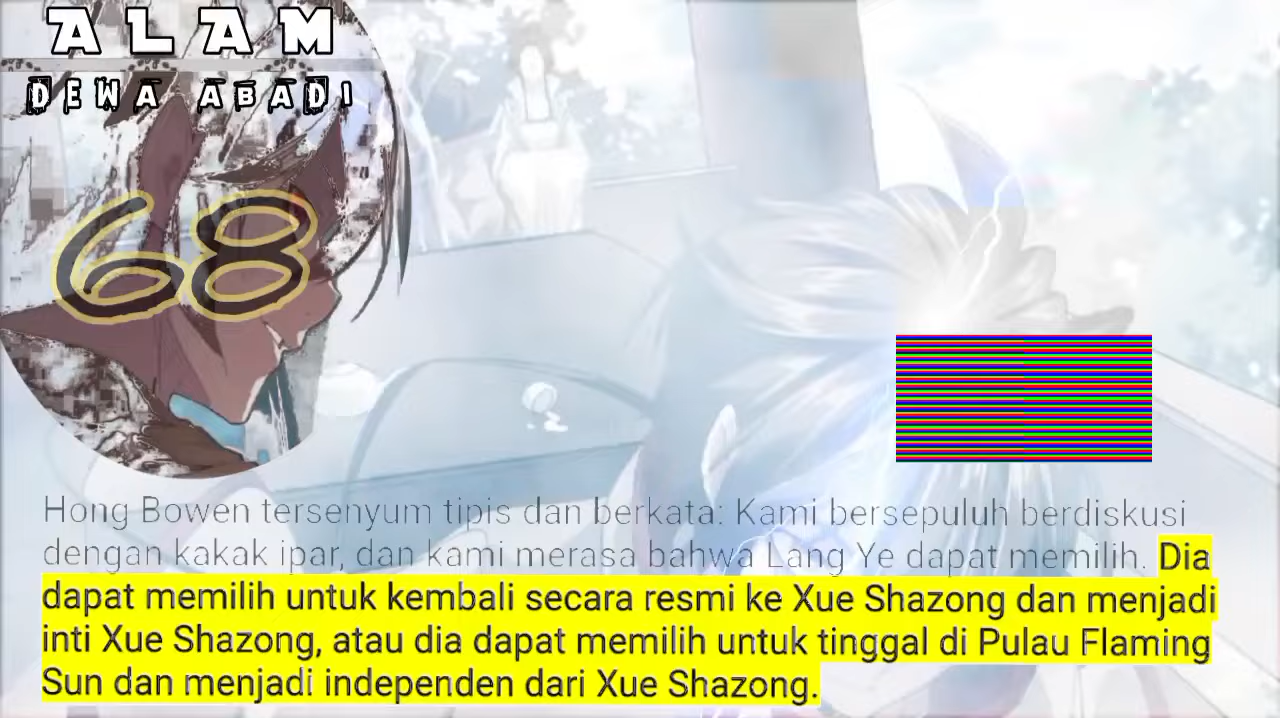 ALAM
DEWA ABADI
68
Hong Bowen tersenyum tipis dan berkata: Kami bersepuluh berdiskusi
dengan kakak ipar, dan kami merasa bahwa Lang Ye dapat memilih. Dia
dapat memilih untuk kembali secara resmi ke Xue Shazong dan menjadi
inti Xue Shazong, atau dia dapat memilih untuk tinggal di Pulau Flaming
Sun dan menjadi independen dari Xue Shazong.